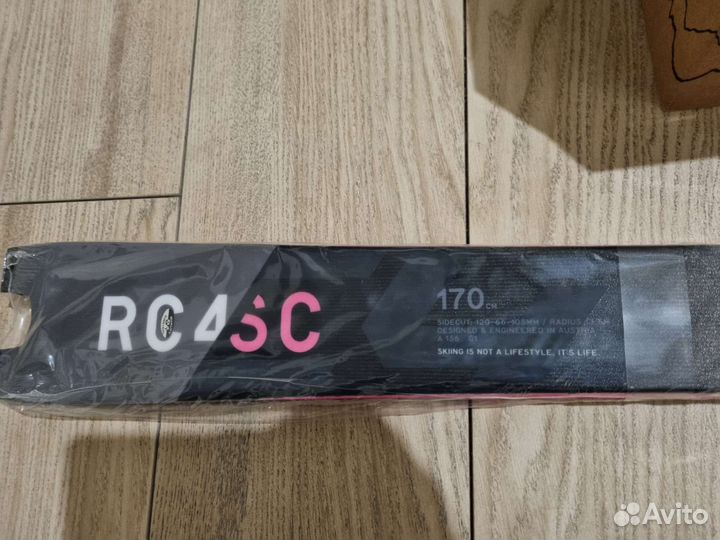 RC4SC
170 CM
SIDECUT: 120-66-103MM / RADIUS
DESIGNED & ENGINEERED IN AUSTRIA
SKIING IS NOT A LIFESTYLE. IT'S LIFE.
Avito